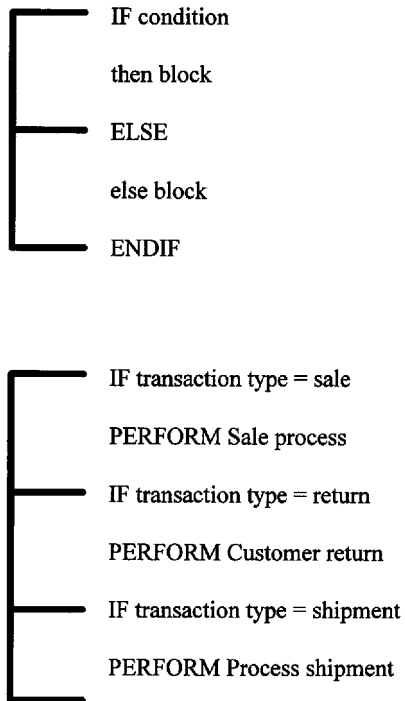 IF condition
then block
ELSE
else block
ENDIF
IF transaction type = sale
PERFORM Sale process
IF transaction type = return
PERFORM Customer return
IF transaction type = shipment
PERFORM Process shipment